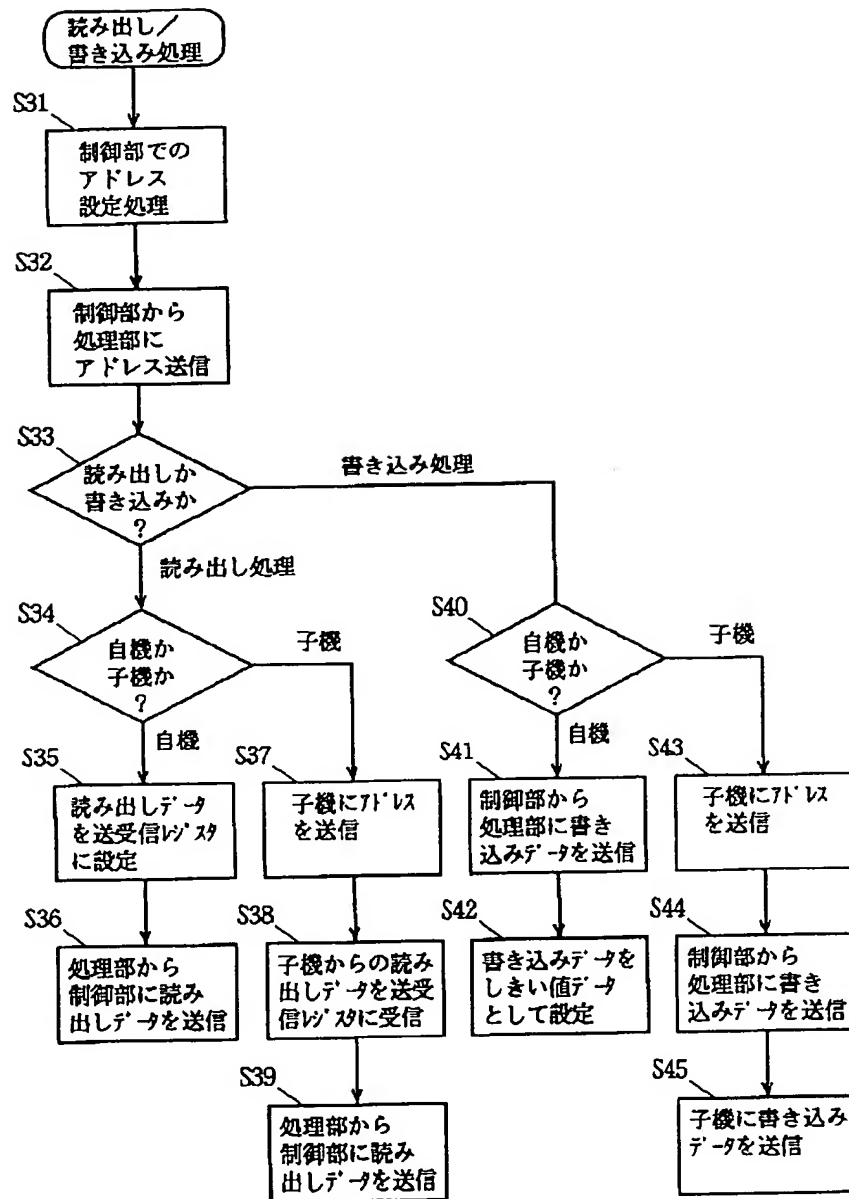 読み出し／
書き込み処理
S31
制御部での
アドレス
設定処理
S32
制御部から
処理部に
アドレス送信
S33
読み出しか
書き込みか
?
書き込み処理
読み出し処理
S34
自機か
子機か
?
子機
自機
S40
自機か
子機か
?
子機
自機
S35
読み出しデータ
を送受信レジスタ
に設定
S37
子機にアドレス
を送信
S41
制御部から
処理部に書き
込みデータを送信
S43
子機にアドレス
を送信
S36
処理部から
制御部に読み
出しデータを送信
S38
子機からの読み
出しデータを送受
信レジスタに受信
S42
書き込みデータを
しきい値データ
として設定
S44
制御部から
処理部に書き
込みデータを送信
S39
処理部から
制御部に読み
出しデータを送信
S45
子機に書き込み
データを送信